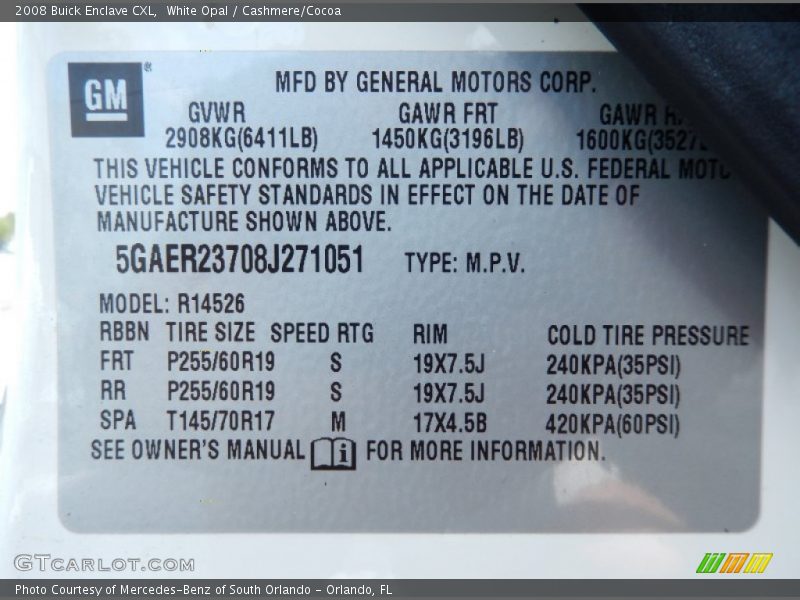 2008 Buick Enclave CXL, White Opal / Cashmere/Cocoa
GM ®
MFD BY GENERAL MOTORS CORP.
GVWR GAWR FRT GAWR
2908KG(6411LB) 1450KG(3196LB) 1600KG(3527
THIS VEHICLE CONFORMS TO ALL APPLICABLE U.S. FEDERAL
VEHICLE SAFETY STANDARDS IN EFFECT ON THE DATE OF
MANUFACTURE SHOWN ABOVE.
5GAER23708J271051 TYPE: M.P.V.
MODEL: R14526
RBBN TIRE SIZE SPEED RTG RIM COLD TIRE PRESSURE
FRT P255/60R19 S 19X7.5J 240KPA(35PSI)
RR P255/60R19 S 19X7.5J 240KPA(35PSI)
SPA T145/70R17 M 17X4.5B 420KPA(60PSI)
SEE OWNER'S MANUAL i FOR MORE INFORMATION.
GTCARLOT.COM
Photo Courtesy of Mercedes-Benz of South Orlando - Orlando, FL